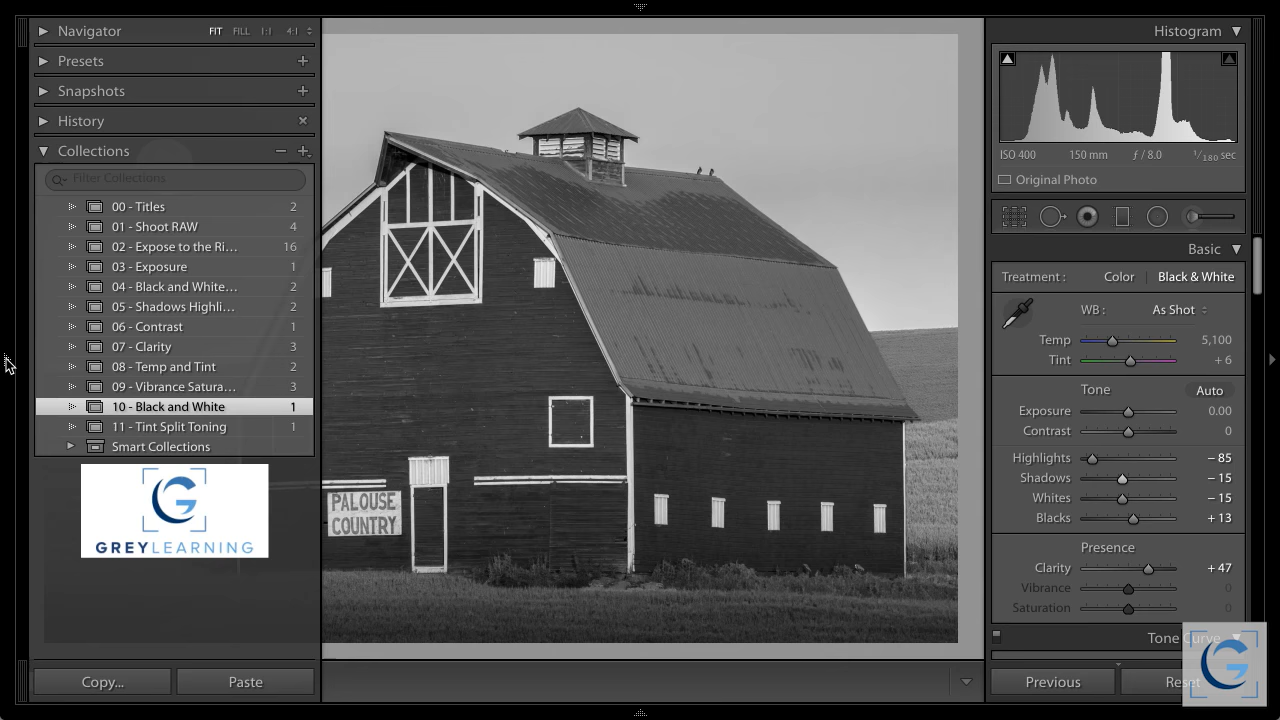 Navigator FIT FILL 1:1 4:1
Presets
Snapshots
History
Collections
Filter Collections
00 - Titles 2
01 - Shoot RAW 4
02 - Expose to the Ri... 16
03 - Exposure 1
04 - Black and White... 2
05 - Shadows Highli... 2
06 - Contrast 1
07 - Clarity 3
08 - Temp and Tint 2
09 - Vibrance Satura... 3
10 - Black and White 1
11 - Tint Split Toning 1
Smart Collections
GREYLEARNING
Copy... Paste
PALOUSE
COUNTRY
Histogram
ISO 400 150 mm ƒ / 8.0 1/180 sec
Original Photo
Basic
Treatment : Color Black & White
WB : As Shot
Temp 5,100
Tint + 6
Tone Auto
Exposure 0.00
Contrast 0
Highlights − 85
Shadows − 15
Whites − 15
Blacks + 13
Presence
Clarity + 47
Vibrance 0
Saturation 0
Tone Curve
Previous Reset